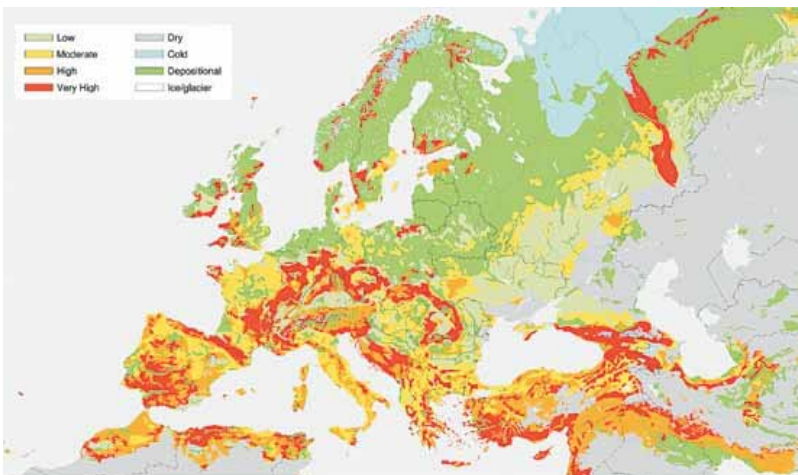 Low
Moderate
High
Very High
Dry
Cold
Depositional
Ice/glacier